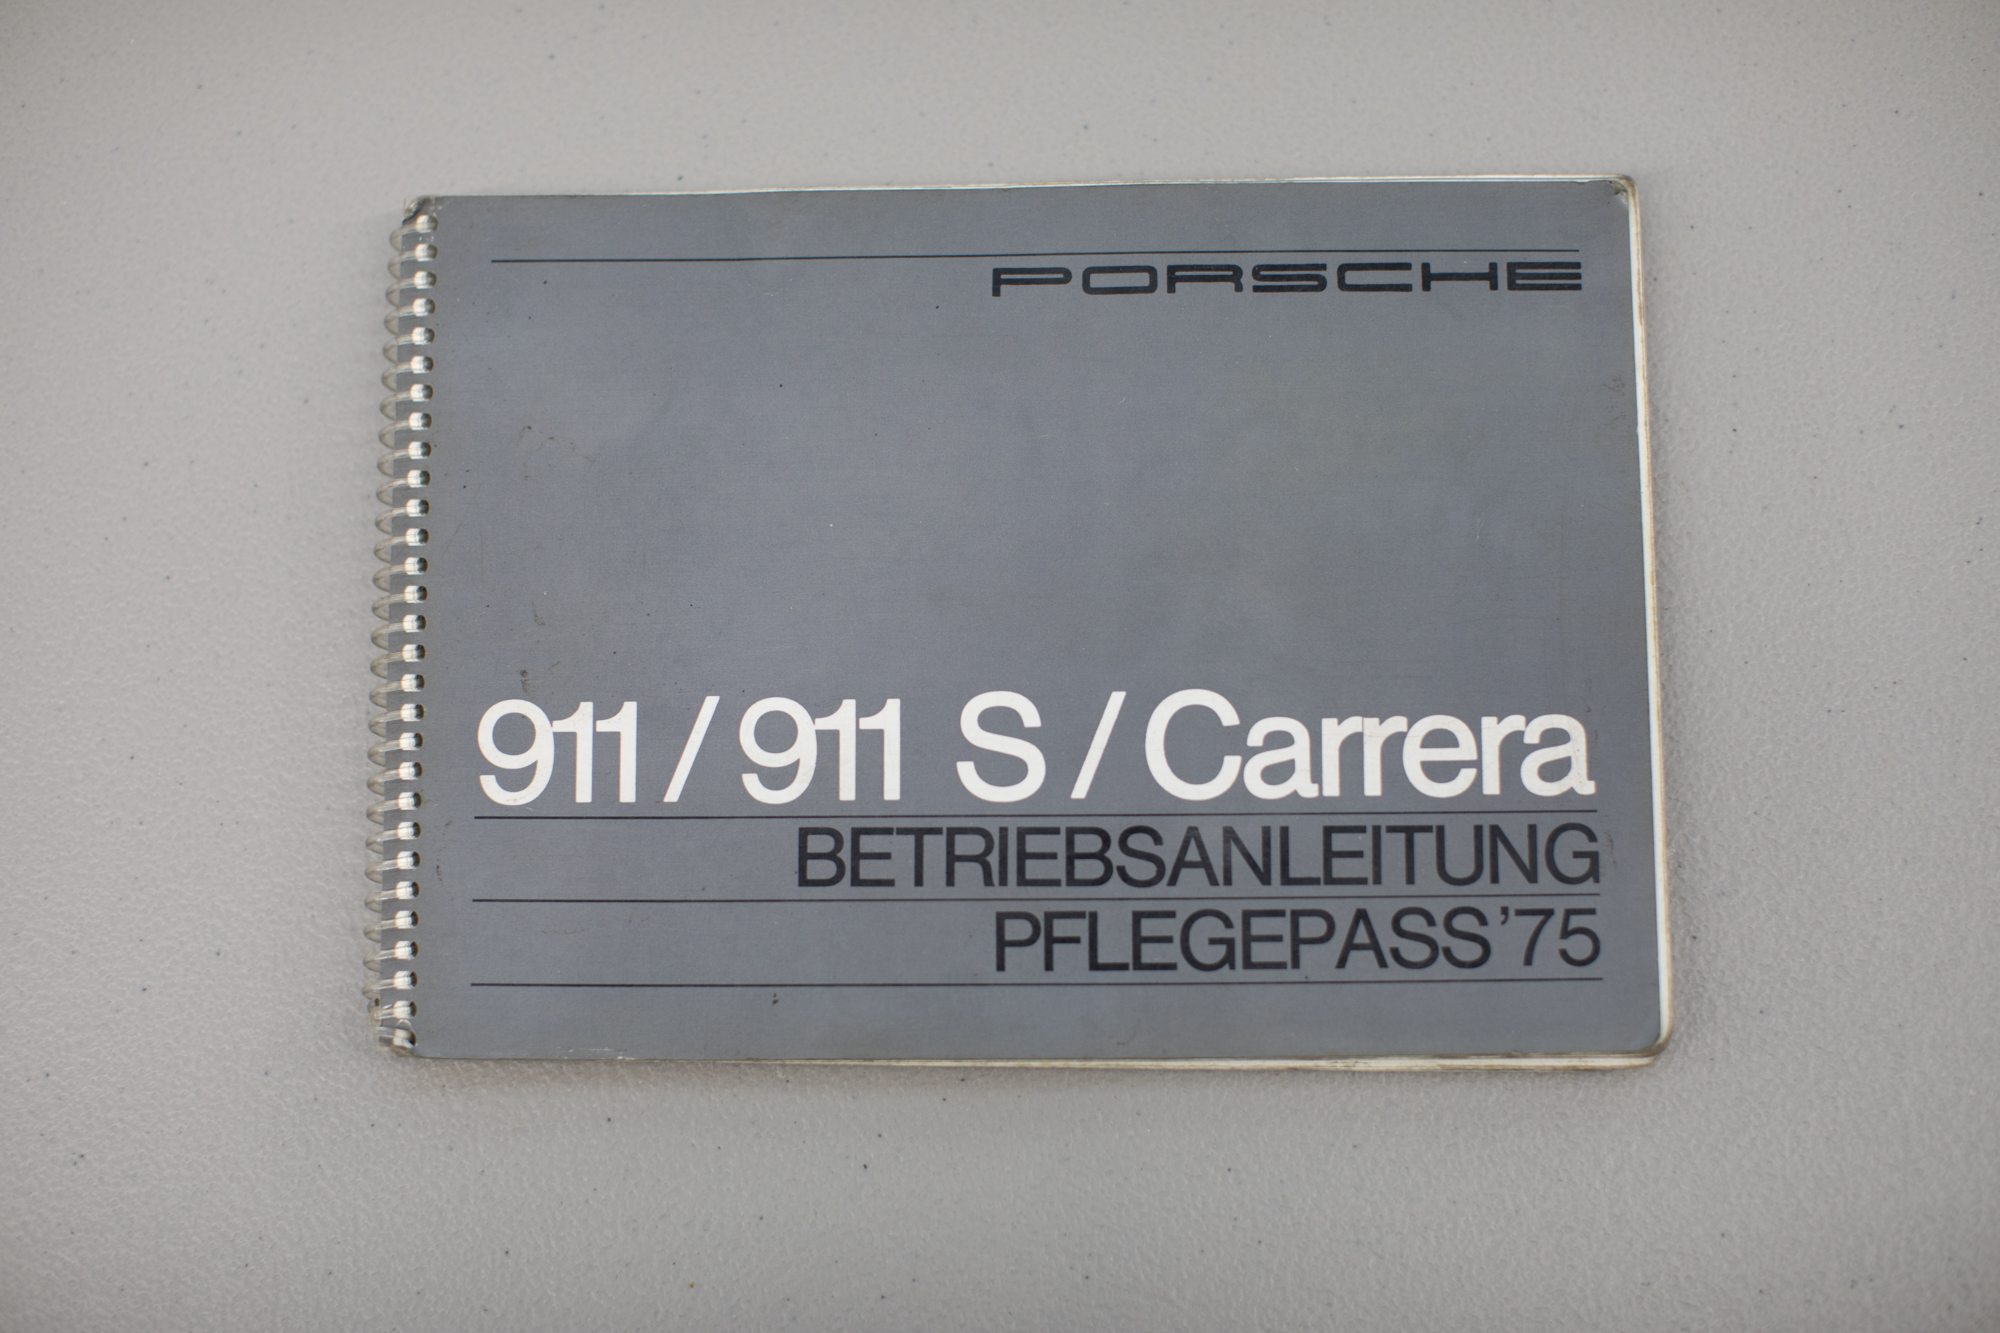 PORSCHE
911/911 S/Carrera
BETRIEBSANLEITUNG
PFLEGEPASS'75